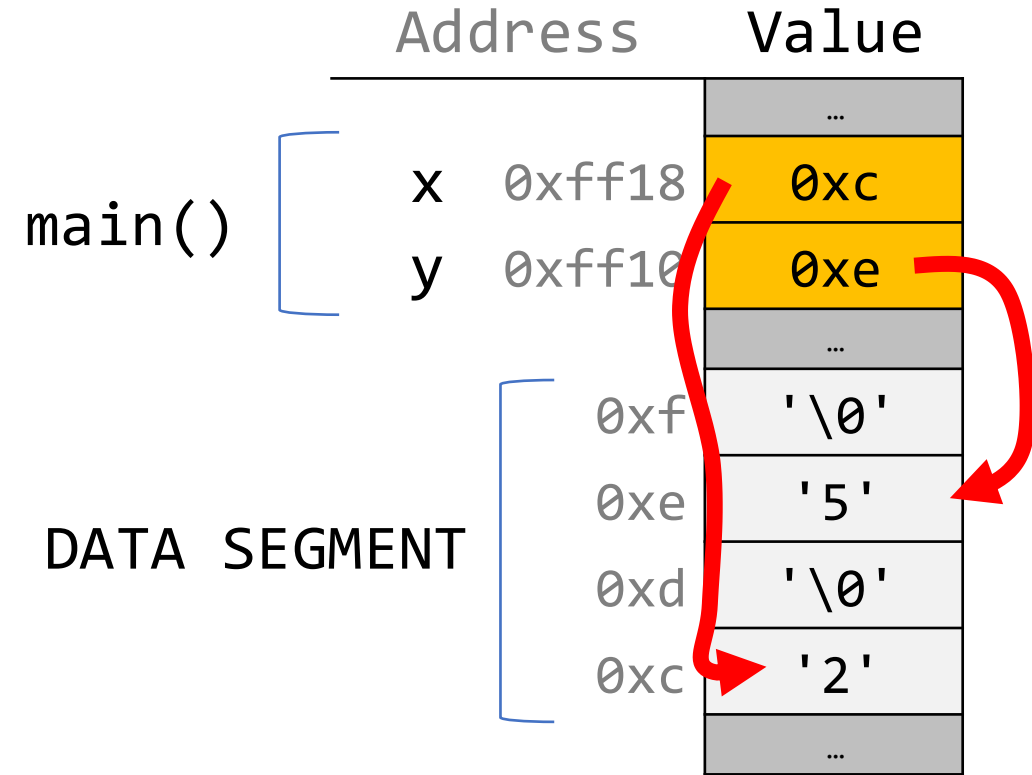 Address Value
…
x 0xff18 0xc
main()
y 0xff10 0xe
…
0xf '\0'
0xe '5'
DATA SEGMENT
0xd '\0'
0xc '2'
…